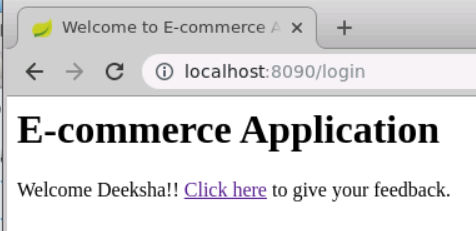 Welcome to E-commerce A
localhost:8090/login
E-commerce Application
Welcome Deeksha!! Click here to give your feedback.